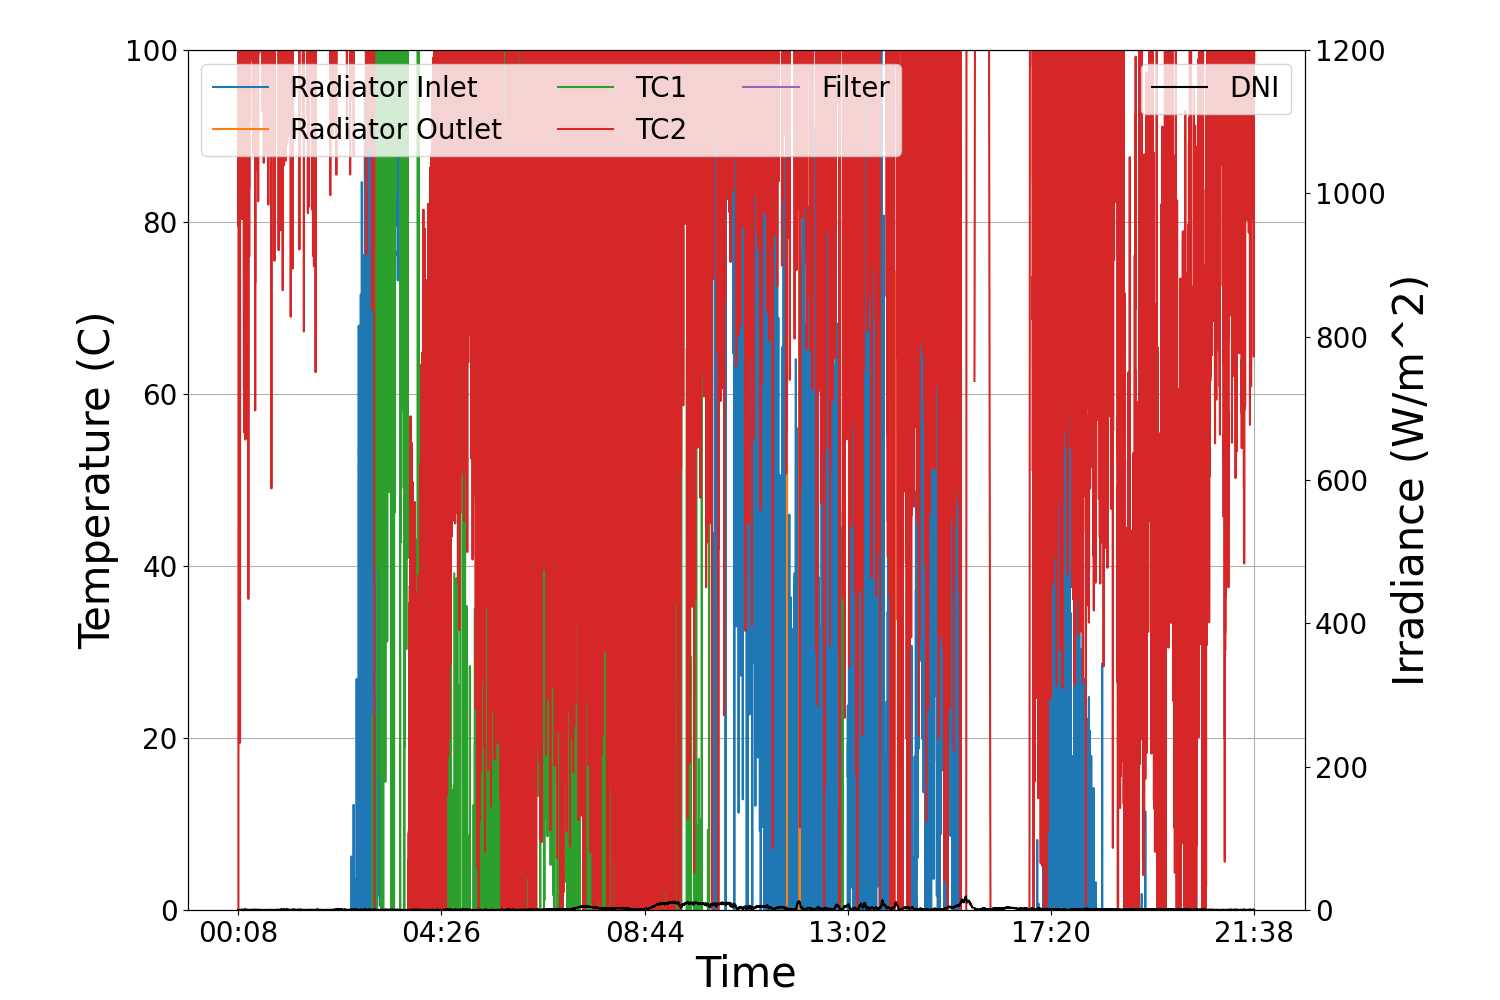 100
80
60
40
20
0
Temperature (C)
Radiator Inlet
Radiator Outlet
TC1
TC2
Filter
DNI
1200
1000
800
600
400
200
0
Irradiance (W/m^2)
00:08
04:26
08:44
13:02
17:20
21:38
Time